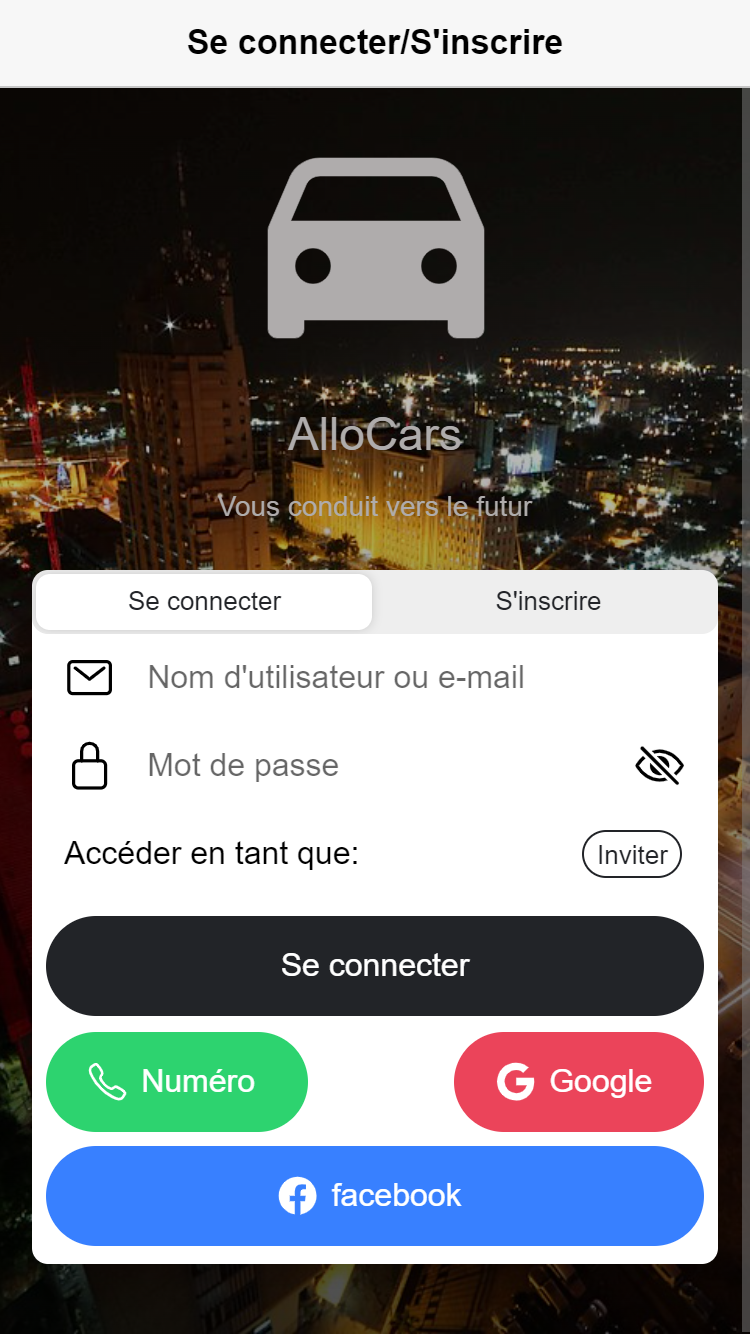 Se connecter/S'inscrire
AlloCars
Vous conduit vers le futur
Se connecter
S'inscrire
Nom d'utilisateur ou e-mail
Mot de passe
Accéder en tant que:
Inviter
Se connecter
Numéro
Google
facebook